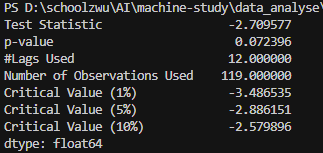 PS D:\schoolzwu\AI\machine-study\data_analyse\
Test Statistic -2.709577
p-value 0.072396
#Lags Used 12.000000
Number of Observations Used 119.000000
Critical Value (1%) -3.486535
Critical Value (5%) -2.886151
Critical Value (10%) -2.579896
dtype: float64